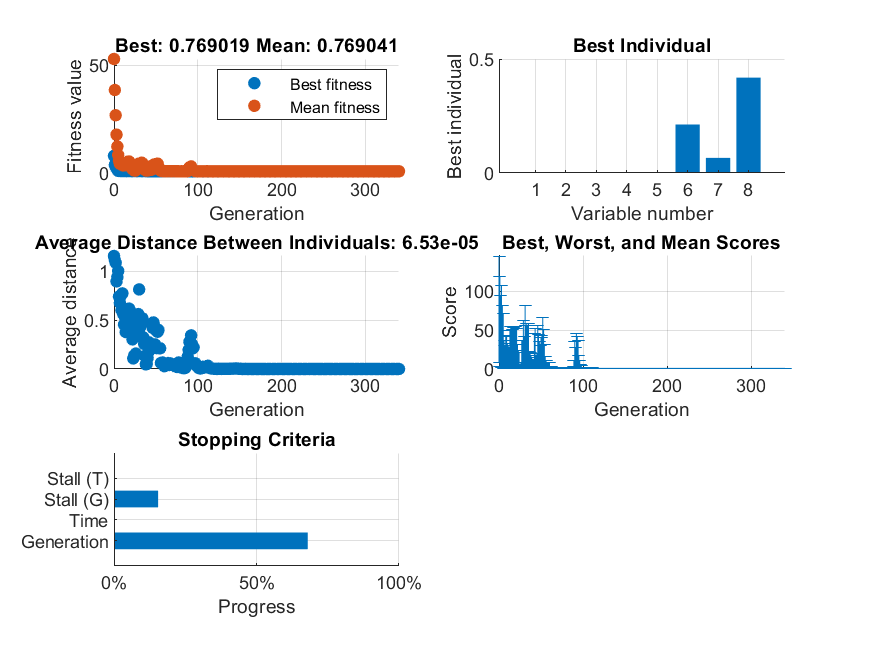 Best: 0.769019 Mean: 0.769041
Fitness value
50
0
Best fitness
Mean fitness
0 100 200 300
Generation
Best Individual
Best individual
0.5
0
1 2 3 4 5 6 7 8
Variable number
Average Distance Between Individuals: 6.53e-05
Average distance
1
0.5
0
0 100 200 300
Generation
Best, Worst, and Mean Scores
Score
100
50
0
0 100 200 300
Generation
Stopping Criteria
Stall (T)
Stall (G)
Time
Generation
0% 50% 100%
Progress